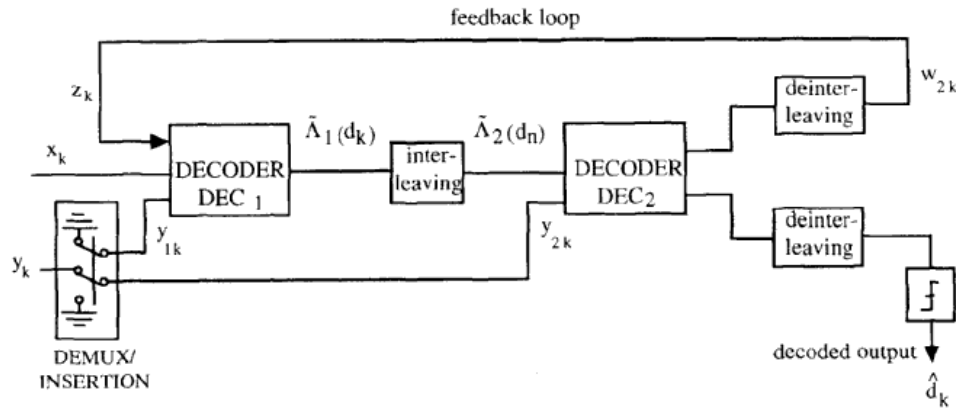 feedback loop
z_k
w_2k
deinter-
leaving
x_k
Λ̃_1(d_k)
Λ̃_2(d_n)
DECODER
DEC_1
inter-
leaving
DECODER
DEC_2
y_1k
y_2k
deinter-
leaving
y_k
DEMUX/
INSERTION
decoded output
d̂_k